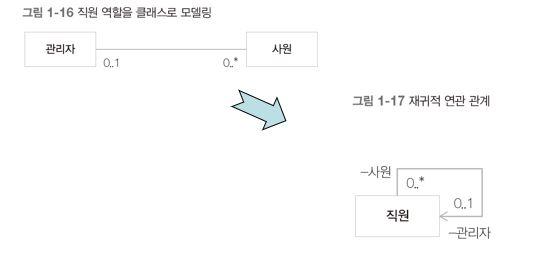 그림 1-16 직원 역할을 클래스로 모델링
관리자
사원
0..1
0..*
그림 1-17 재귀적 연관 관계
-사원
0..*
0..1
직원
-관리자